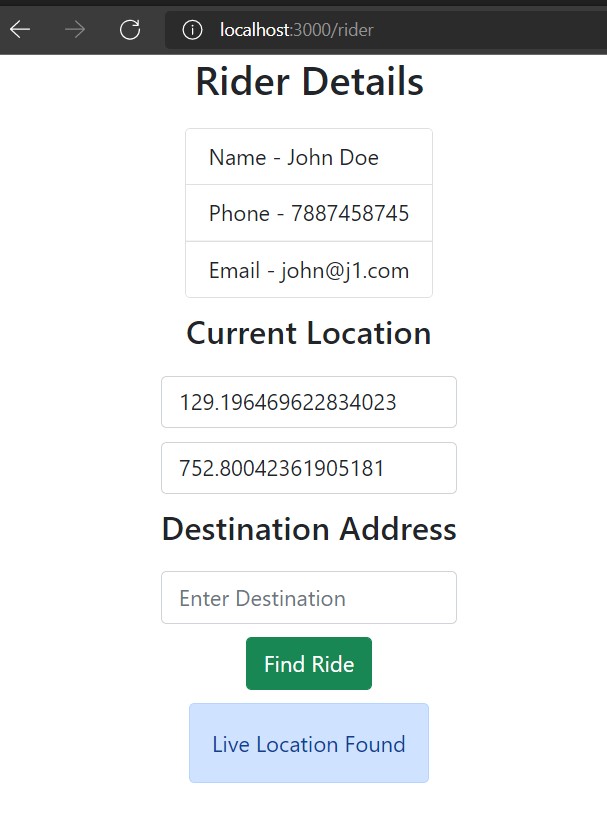 localhost:3000/rider
Rider Details
Name - John Doe
Phone - 7887458745
Email - john@j1.com
Current Location
129.196469622834023
752.80042361905181
Destination Address
Enter Destination
Find Ride
Live Location Found